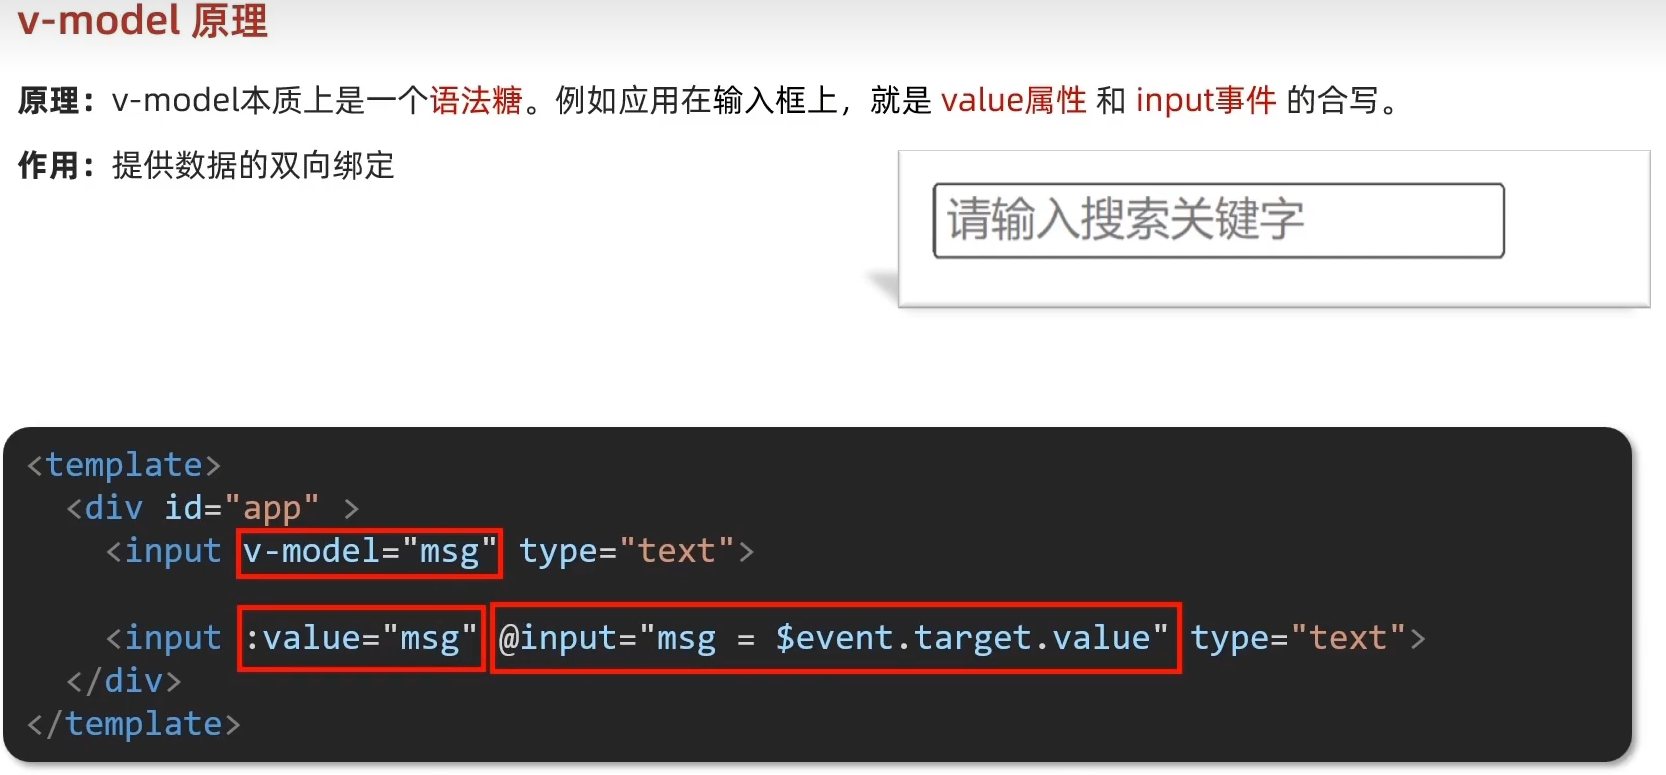 v-model 原理
原理：v-model本质上是一个语法糖。例如应用在输入框上，就是 value属性 和 input事件 的合写。
作用：提供数据的双向绑定
请输入搜索关键字
<template>
  <div id="app" >
    <input v-model="msg" type="text">
    <input :value="msg" @input="msg = $event.target.value" type="text">
  </div>
</template>